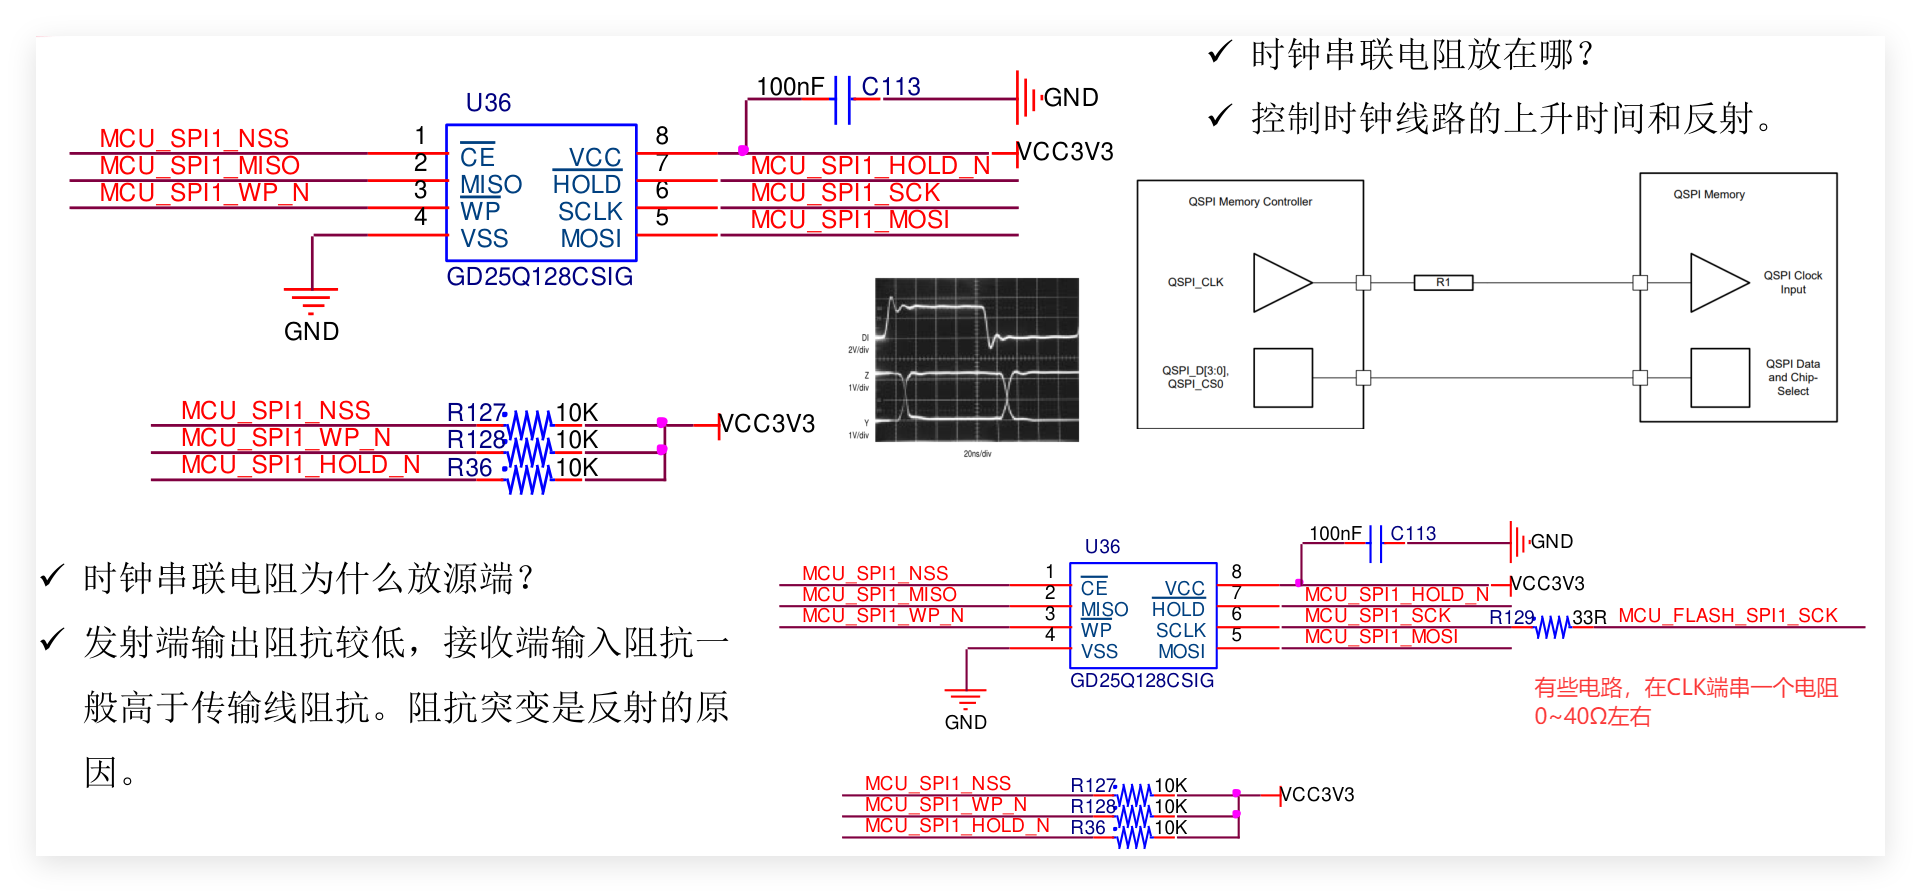 ✓ 时钟串联电阻放在哪？
✓ 控制时钟线路的上升时间和反射。
100nF C113 GND
U36
MCU_SPI1_NSS 1 CE VCC 8 VCC3V3
MCU_SPI1_MISO 2 MISO HOLD 7 MCU_SPI1_HOLD_N
MCU_SPI1_WP_N 3 WP SCLK 6 MCU_SPI1_SCK
4 VSS MOSI 5 MCU_SPI1_MOSI
GD25Q128CSIG
GND
QSPI Memory Controller
QSPI Memory
QSPI_CLK
R1
QSPI Clock
Input
QSPI_D[3:0],
QSPI_CS0
QSPI Data
and Chip-
Select
DI
2V/div
Z
1V/div
Y
1V/div
20ns/div
MCU_SPI1_NSS R127 10K VCC3V3
MCU_SPI1_WP_N R128 10K
MCU_SPI1_HOLD_N R36 10K
✓ 时钟串联电阻为什么放源端？
✓ 发射端输出阻抗较低，接收端输入阻抗一
般高于传输线阻抗。阻抗突变是反射的原
因。
100nF C113 GND
U36
MCU_SPI1_NSS 1 CE VCC 8 VCC3V3
MCU_SPI1_MISO 2 MISO HOLD 7 MCU_SPI1_HOLD_N
MCU_SPI1_WP_N 3 WP SCLK 6 MCU_SPI1_SCK R129 33R MCU_FLASH_SPI1_SCK
4 VSS MOSI 5 MCU_SPI1_MOSI
GD25Q128CSIG
GND
有些电路，在CLK端串一个电阻
0~40Ω左右
MCU_SPI1_NSS R127 10K VCC3V3
MCU_SPI1_WP_N R128 10K
MCU_SPI1_HOLD_N R36 10K